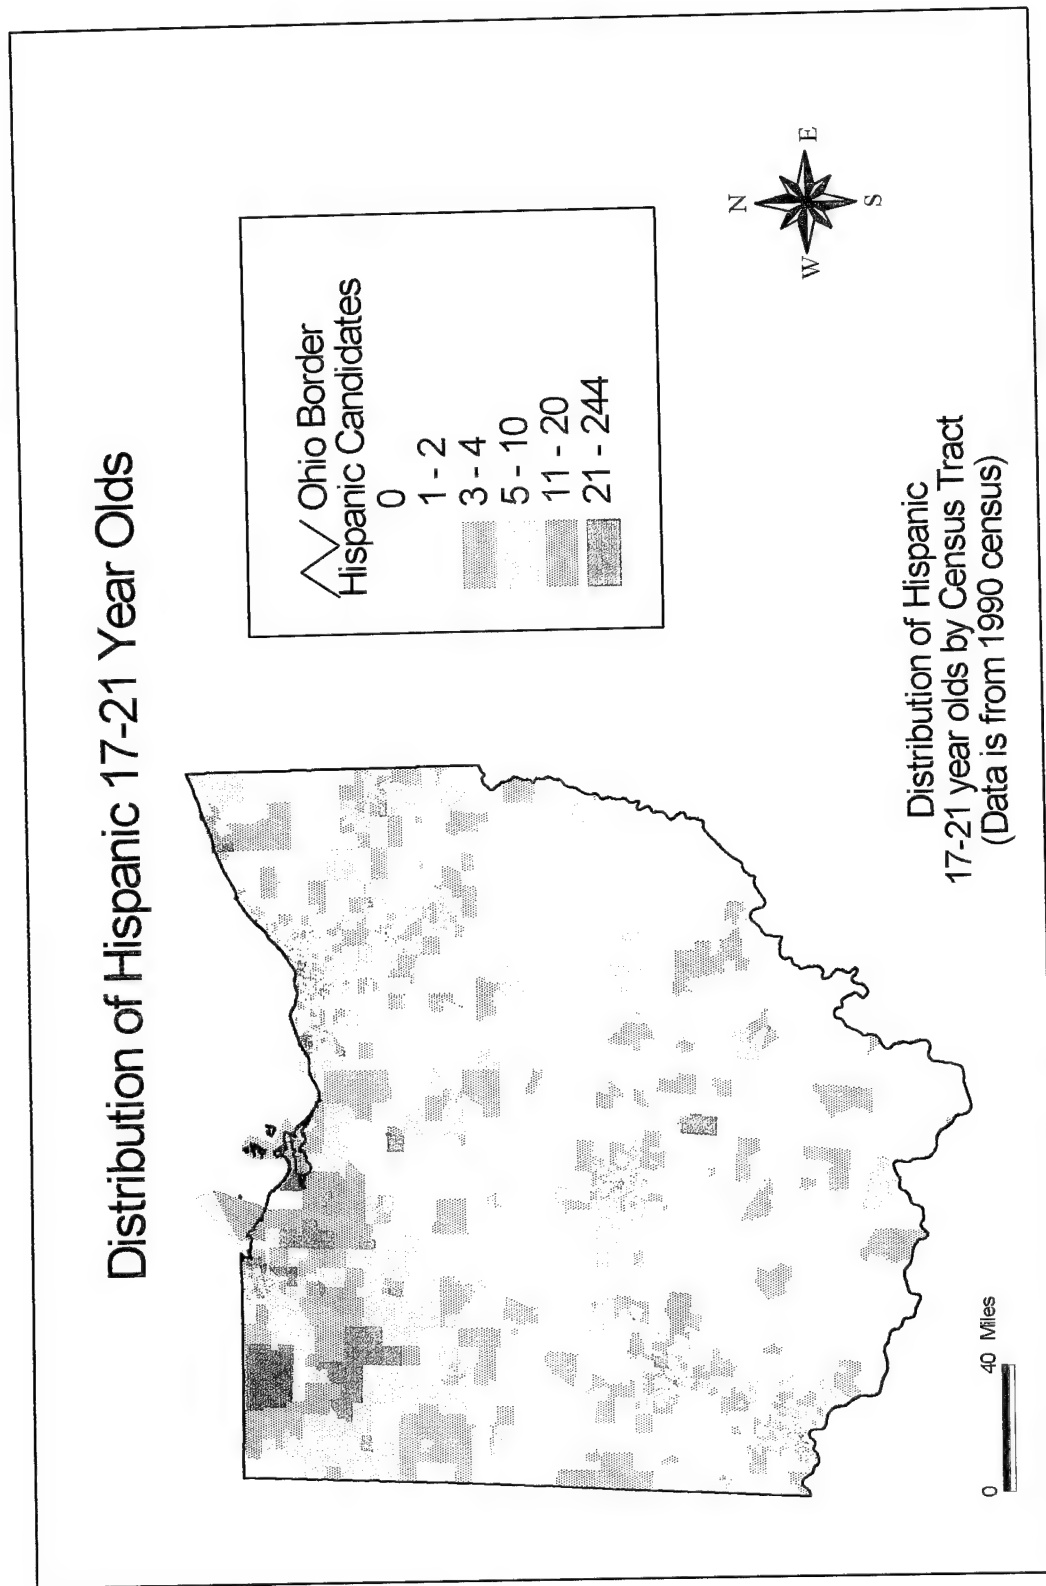 Distribution of Hispanic 17-21 Year Olds
Ohio Border
Hispanic Candidates
0
1 - 2
3 - 4
5 - 10
11 - 20
21 - 244
N
W
E
S
0
40 Miles
Distribution of Hispanic
17-21 year olds by Census Tract
(Data is from 1990 census)